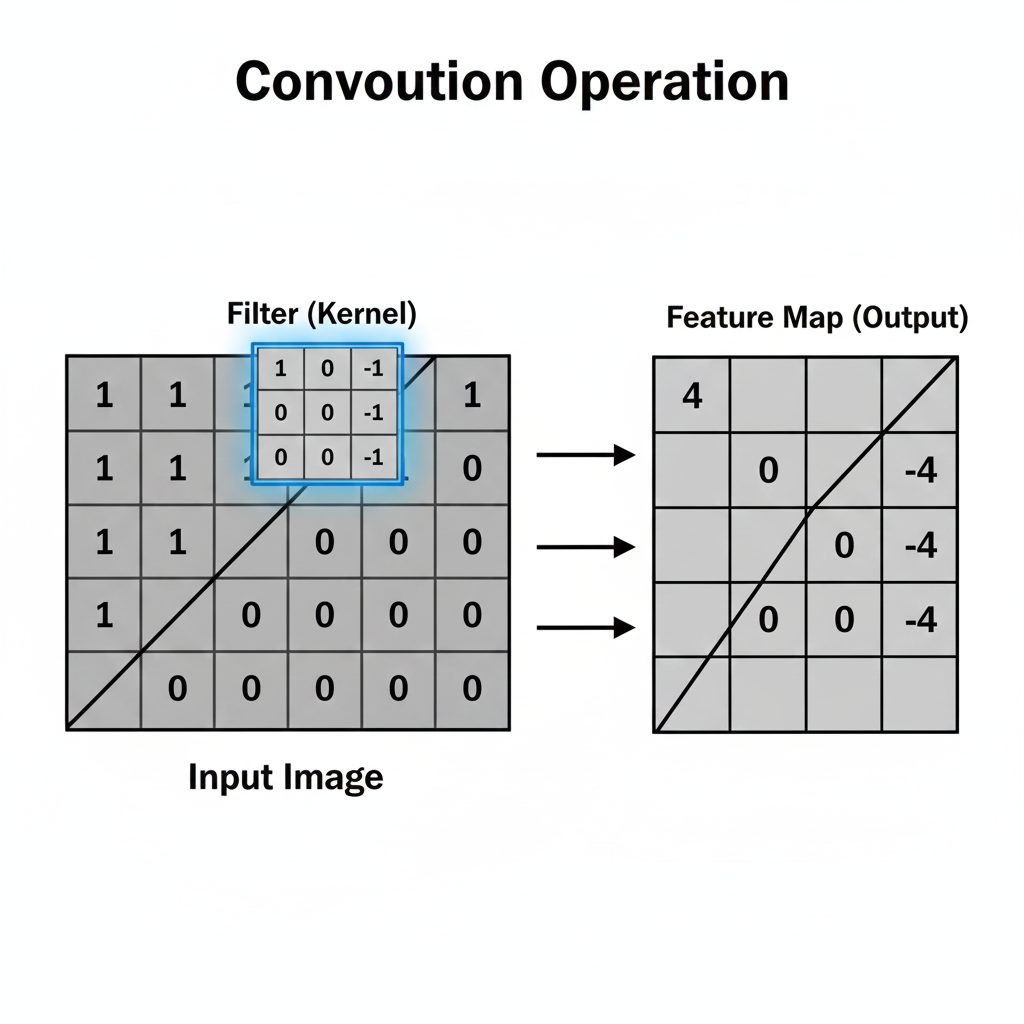 Convoution Operation
Filter (Kernel)
Feature Map (Output)
1 0 -1
0 0 -1
0 0 -1
1 1 1
1 1 0
1 1 0 0 0
1 0 0 0 0
0 0 0 0 0
4
0 -4
0 -4
0 0 -4
Input Image